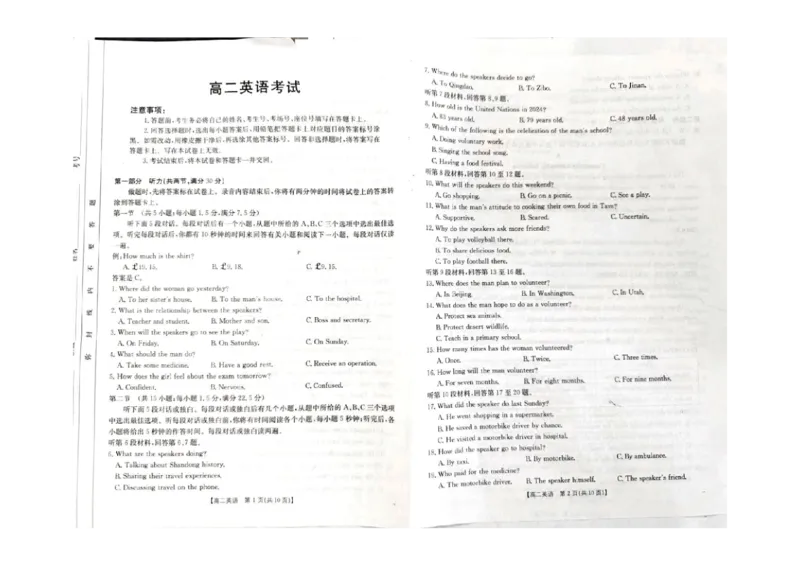 高二英语考试
注意事项:
1.答题前,考生务必将自己的姓名、考生号、考场号、座位号填写在答题卡上。
2.回答选择题时,选出每小题答案后,用铅笔把答题卡上对应题目的答案标号涂
黑。如需改动,用橡皮擦干净后,再选涂其他答案标号。回答非选择题时,将答案写在
答题卡上。写在本试卷上无效。
3.考试结束后,将本试卷和答题卡一并交回。
第一部分 听力(共两节,满分30分)
做题时,先将答案标在试卷上。录音内容结束后,你将有两分钟的时间将试卷上的答案转
涂到答题卡上。
第一节 (共5小题;每小题1.5分,满分7.5分)
听下面5段对话。每段对话后有一个小题,从题中所给的A,B,C三个选项中选出最佳选
项。听完每段对话后,你都有10秒钟的时间来回答有关小题和阅读下一小题。每段对话仅读
一遍。
例:How much is the shirt?
A. £19.15. B. £9.18. C. £9.15.
答案是C。
1. Where did the woman go yesterday?
A. To her sister's house. B. To the man's house. C. To the hospital.
2. What is the relationship between the speakers?
A. Teacher and student. B. Mother and son. C. Boss and secretary.
3. When will the speakers go to see the play?
A. On Friday. B. On Saturday. C. On Sunday.
4. What should the man do?
A. Take some medicine. B. Have a good rest. C. Receive an operation.
5. How does the girl feel about the exam tomorrow?
A. Confident. B. Nervous. C. Confused.
第二节 (共15小题;每小题1.5分,满分22.5分)
听下面5段对话或独白。每段对话或独白后有几个小题,从题中所给的A,B,C三个选项
中选出最佳选项。听每段对话或独白前,你将有时间阅读各个小题,每小题5秒钟;听完后,各
小题将给出5秒钟的作答时间。每段对话或独白读两遍。
听第6段材料,回答第6、7题。
6. What are the speakers doing?
A. Talking about Shandong history.
B. Sharing their travel experiences.
C. Discussing travel on the phone.
【高二英语 第1页(共10页)】
7. Where do the speakers decide to go?
A. To Qingdao. B. To Zibo. C. To Jinan.
听第7段材料,回答第8、9题。
8. How old is the United Nations in 2024?
A. 81 years old. B. 79 years old. C. 48 years old.
9. Which of the following is the celebration of the man's school?
A. Doing voluntary work.
B. Singing the school song.
C. Having a food festival.
听第8段材料,回答第10至12题。
10. What will the speakers do this weekend?
A. Go shopping. B. Go on a picnic. C. See a play.
11. What is the man's attitude to cooking their own food in Tasu?
A. Supportive. B. Scared. C. Uncertain.
12. Why do the speakers ask more friends?
A. To play volleyball there.
B. To share delicious food.
C. To play football there.
听第9段材料,回答第13至16题。
13. Where does the man plan to volunteer?
A. In Beijing. B. In Washington. C. In Utah.
14. What does the man hope to do as a volunteer?
A. Protect sea animals.
B. Protect desert wildlife.
C. Teach in a primary school.
15. How many times has the woman volunteered?
A. Once. B. Twice. C. Three times.
16. How long will the man volunteer?
A. For seven months. B. For eight months. C. For nine months.
听第10段材料,回答第17至20题。
17. What did the speaker do last Sunday?
A. He went shopping in a supermarket.
B. He saved a motorbike driver by chance.
C. He visited a motorbike driver in hospital.
18. How did the speaker go to hospital?
A. By taxi. B. By motorbike. C. By ambulance.
19. Who paid for the medicine?
A. The motorbike driver. B. The speaker himself. C. The speaker's friend.
【高二英语 第2页(共10页)】